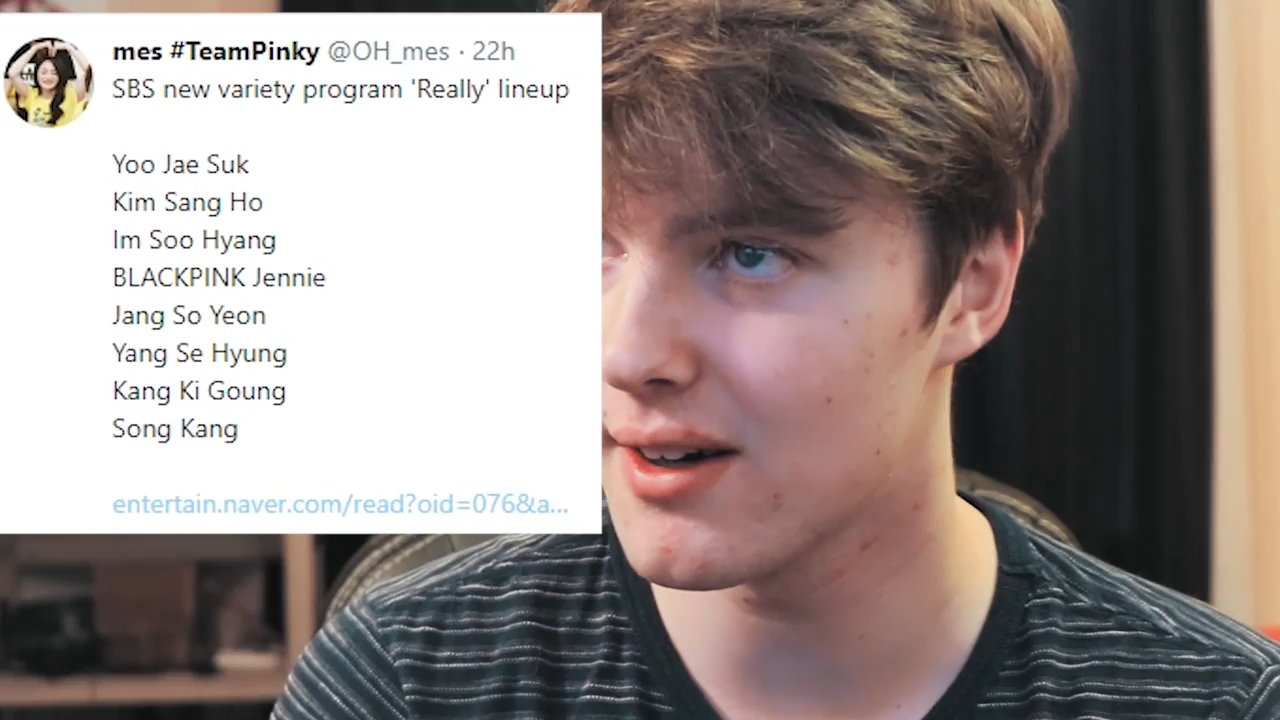 mes #TeamPinky @OH_mes · 22h
SBS new variety program 'Really' lineup
Yoo Jae Suk
Kim Sang Ho
Im Soo Hyang
BLACKPINK Jennie
Jang So Yeon
Yang Se Hyung
Kang Ki Goung
Song Kang
entertain.naver.com/read?oid=076&a...